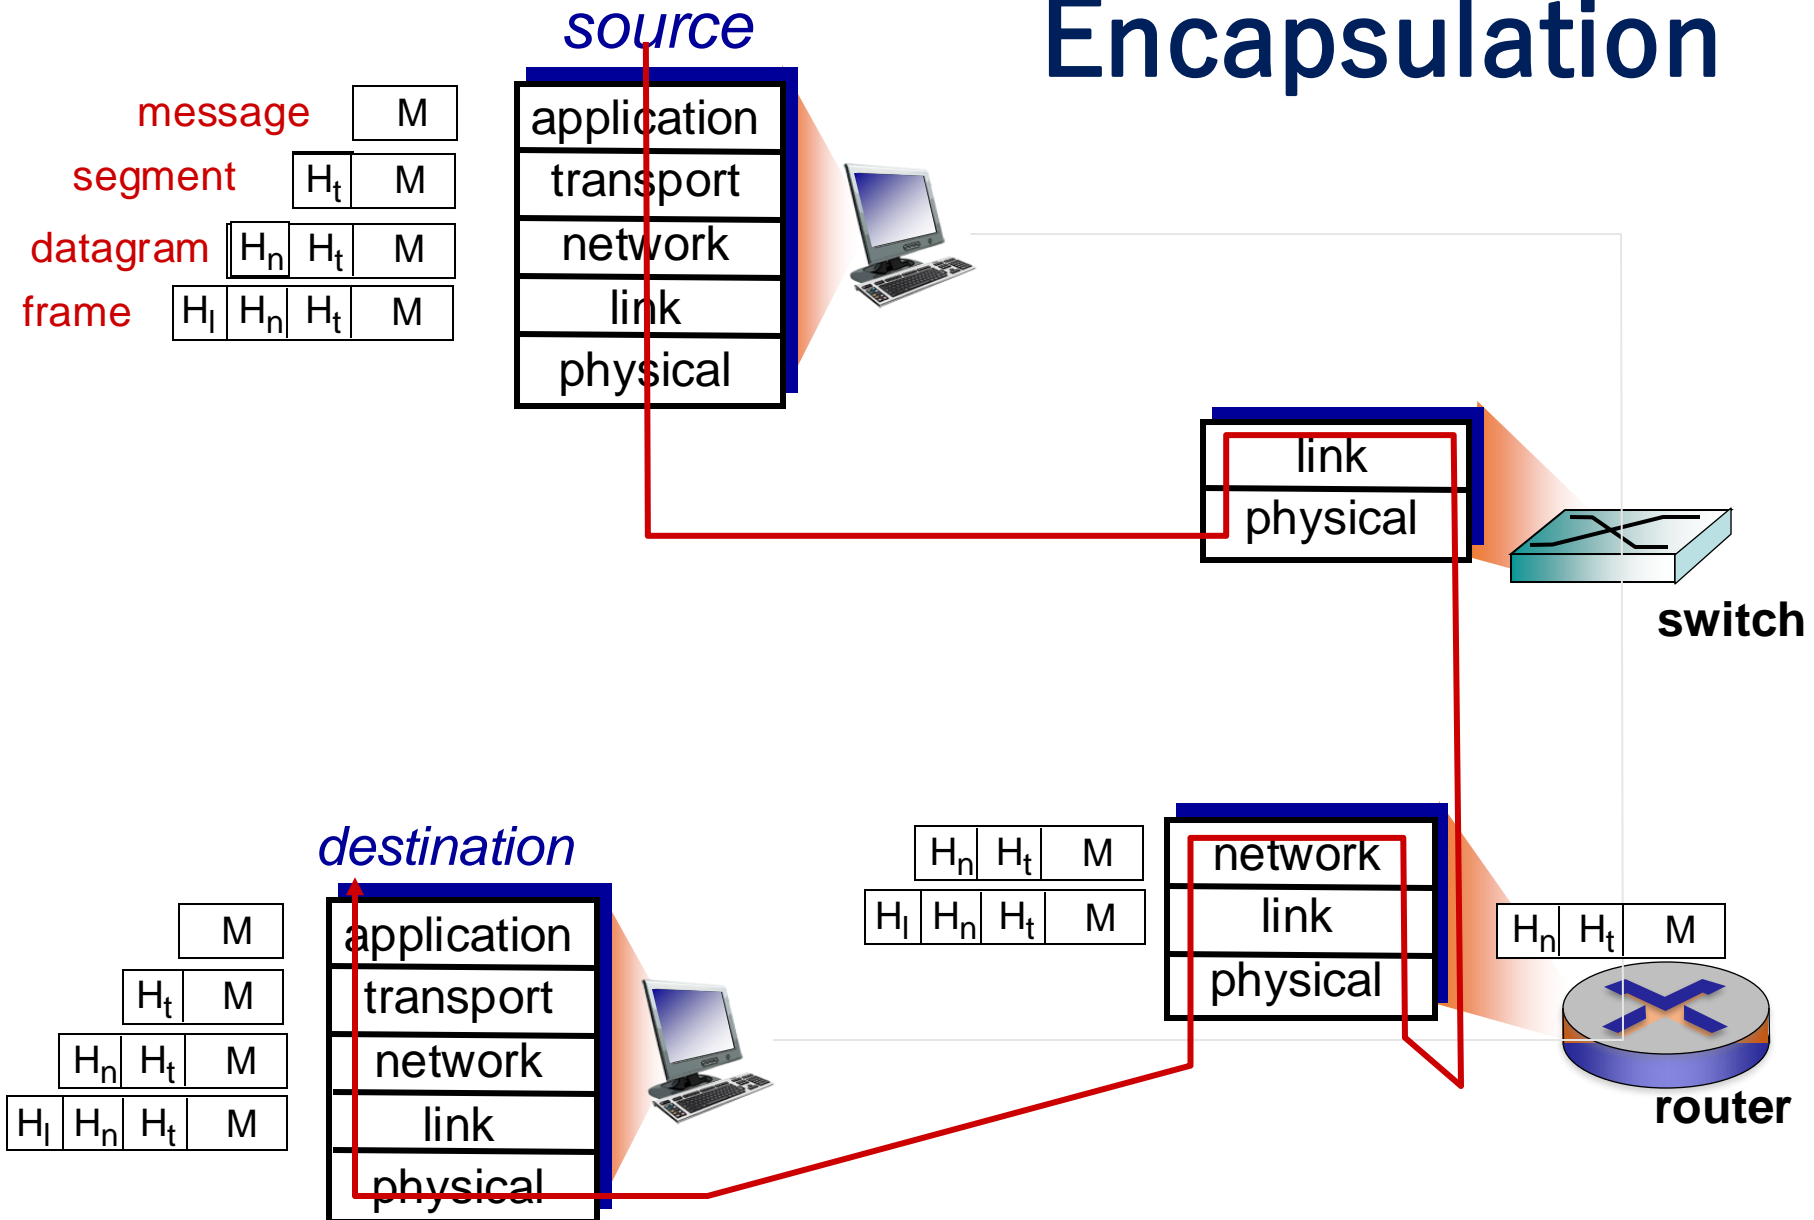 Encapsulation
source
message M application
segment Ht M transport
datagram Hn Ht M network
frame Hl Hn Ht M link
physical
link
physical
switch
destination
Hn Ht M network
Hl Hn Ht M link
Hn Ht M
physical
router
M application
Ht M transport
Hn Ht M network
Hl Hn Ht M link
physical